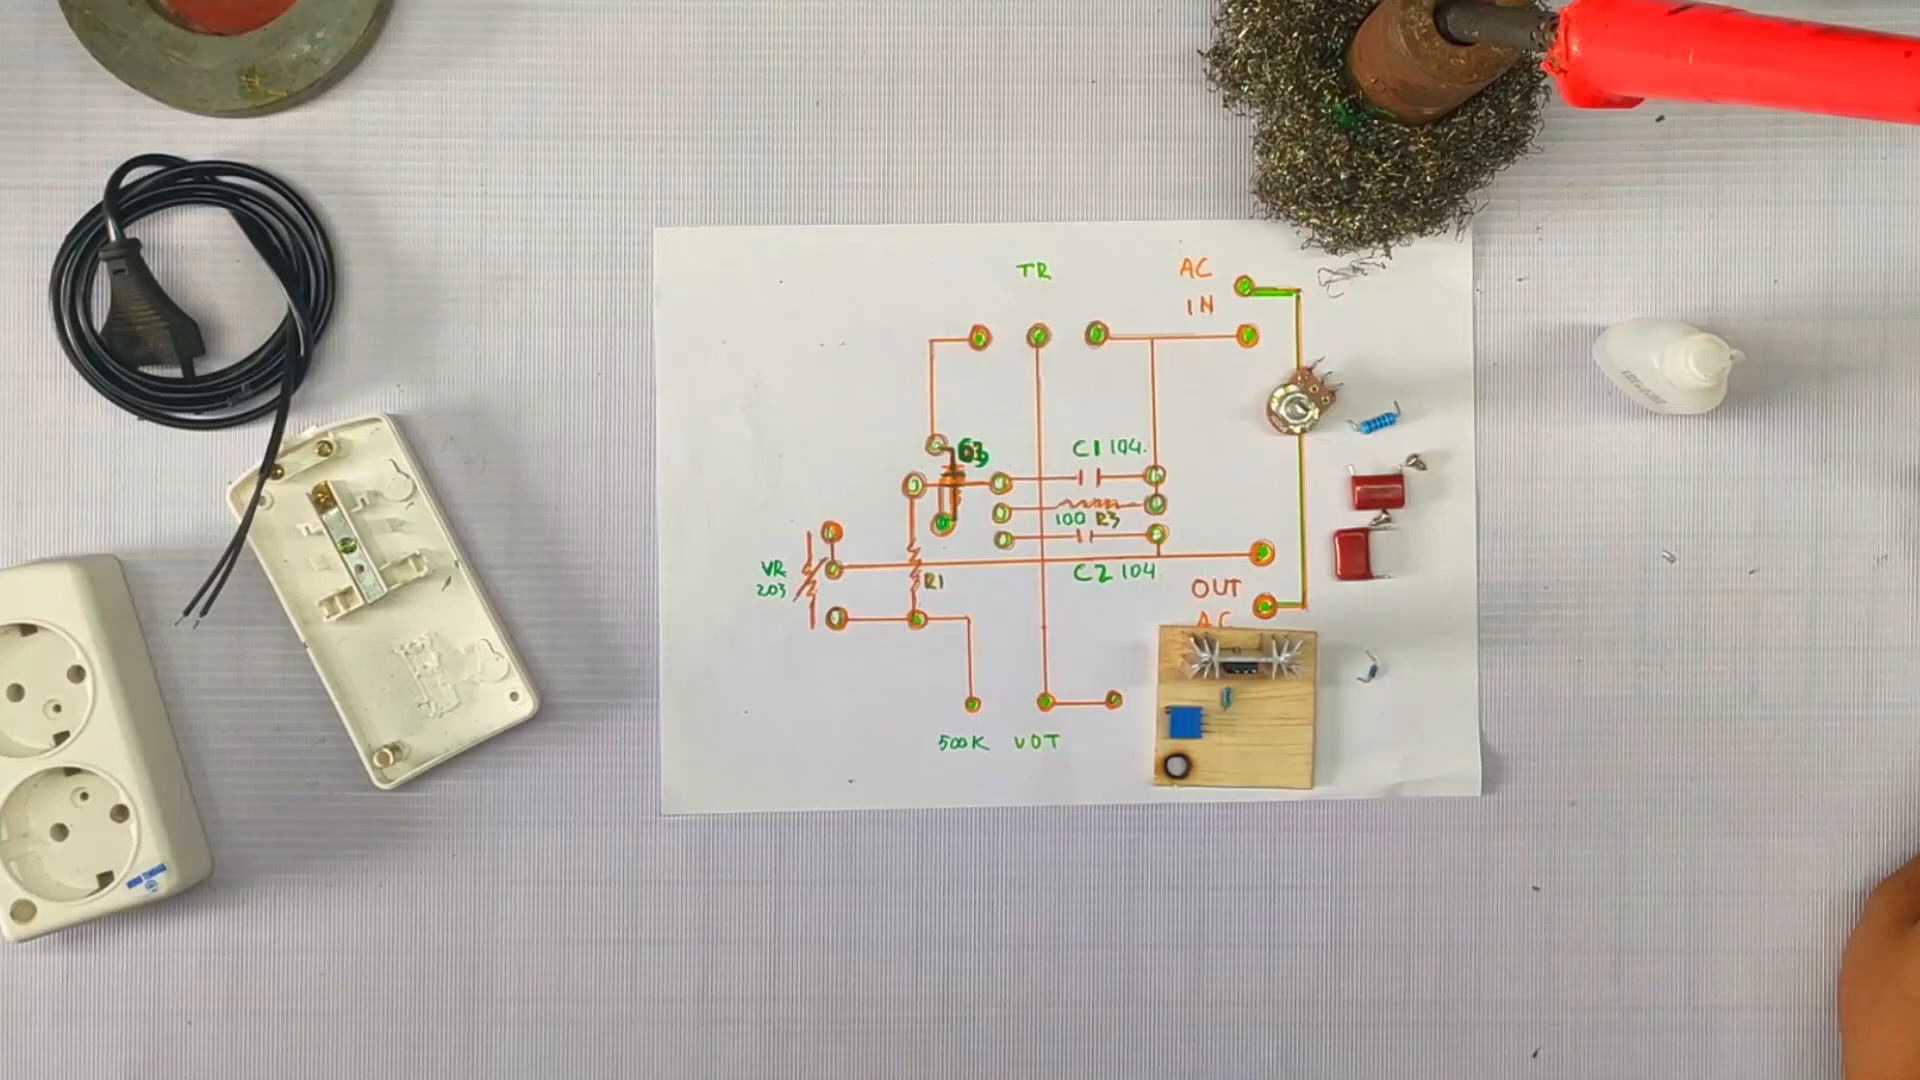 TR
AC
IN
C1 104.
100 R3
VR
203
R1
C2 104
OUT
AC
500K VOT